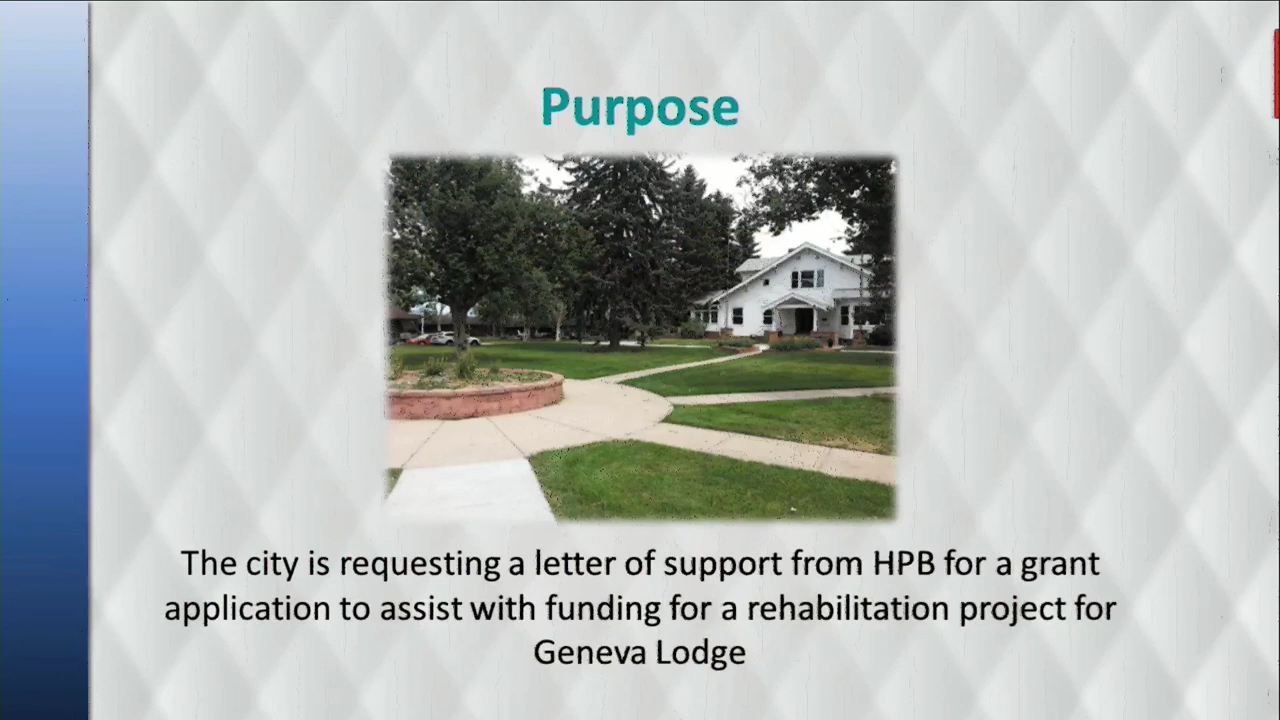 Purpose
The city is requesting a letter of support from HPB for a grant
application to assist with funding for a rehabilitation project for
Geneva Lodge